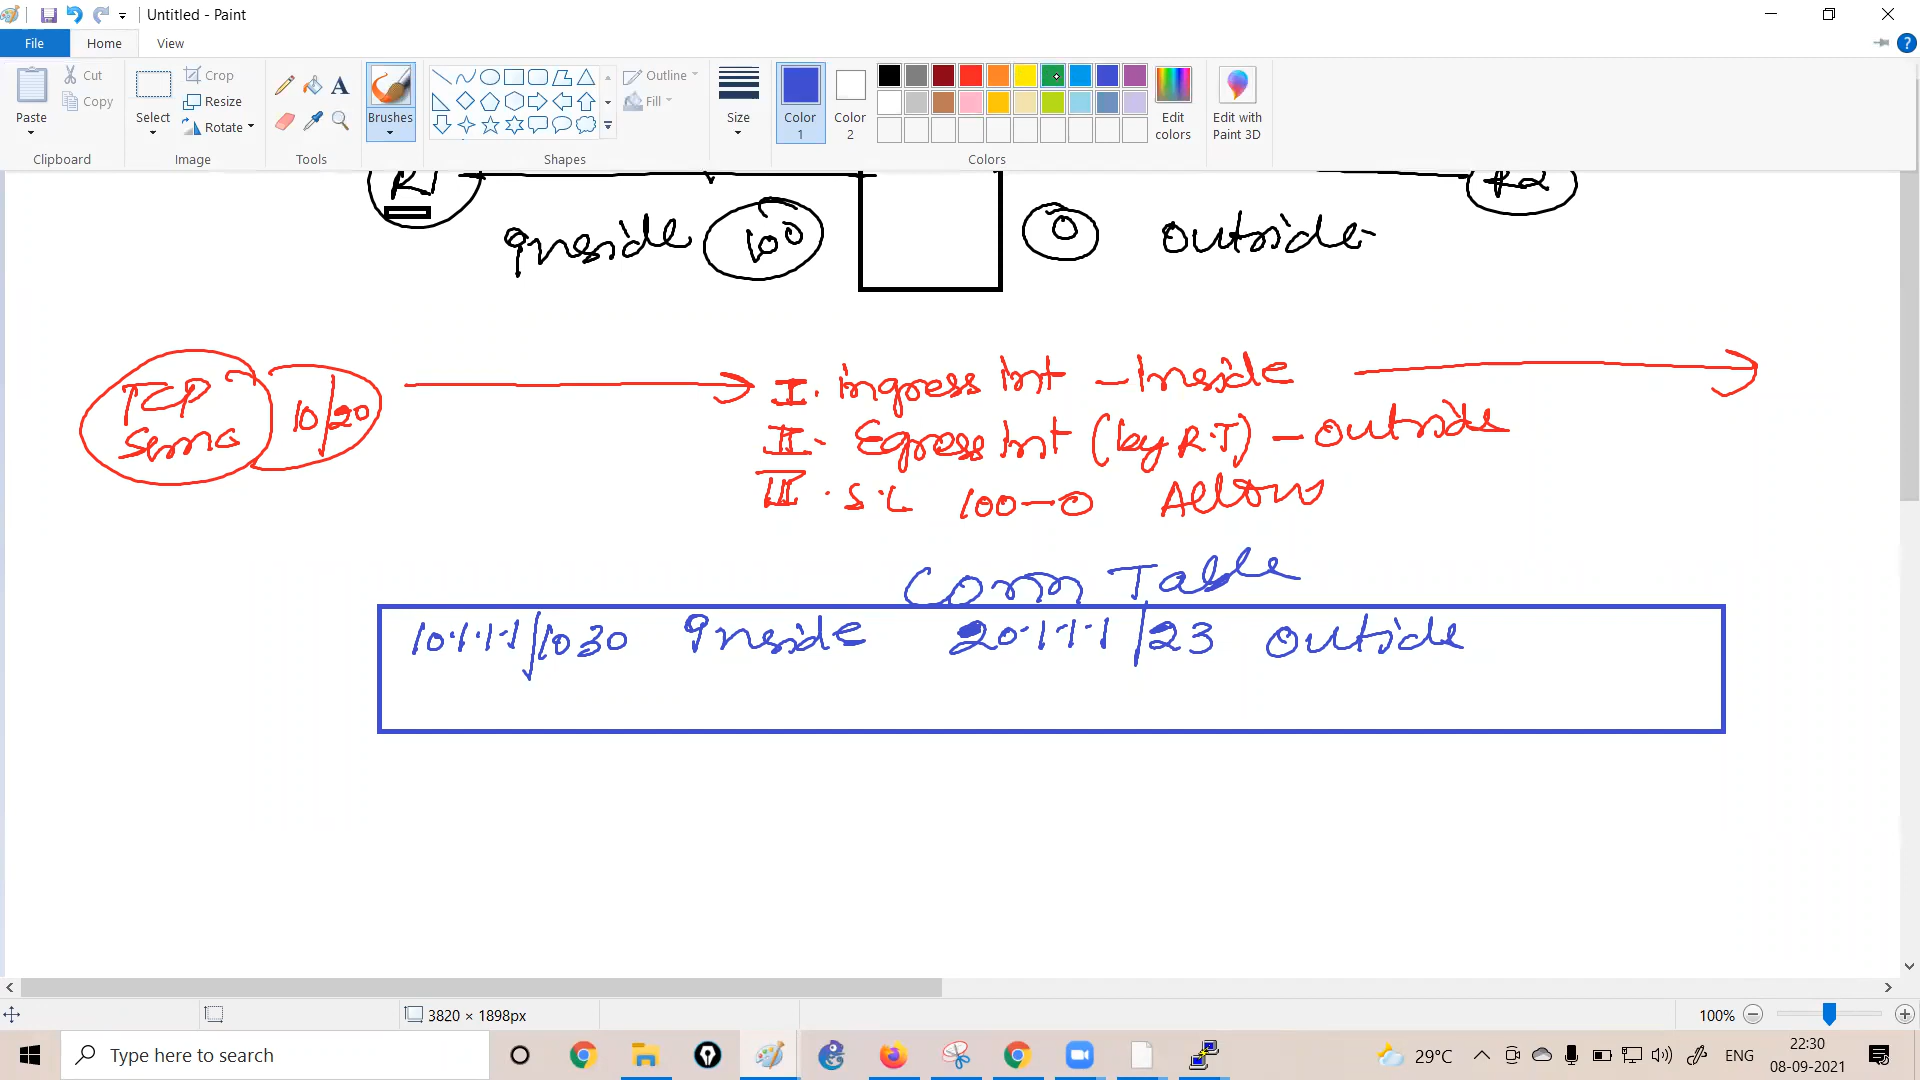 Untitled - Paint
File Home View
Cut
Copy
Paste
Clipboard
Crop
Resize
Rotate
Select
Image
Tools
Brushes
Outline
Fill
Shapes
Size
Color 1
Color 2
Edit colors
Edit with Paint 3D
Colors
R1 R2
inside 100 0 outside
TCP 10/20
I. ingress int - Inside
II. Egress int (by R.T) - outside
III. S.L 100-0 Allow
Conn Table
10.1.1.1/1030 inside 20.1.1.1/23 outside
3820 × 1898px
100%
Type here to search
29°C
ENG
22:30
08-09-2021